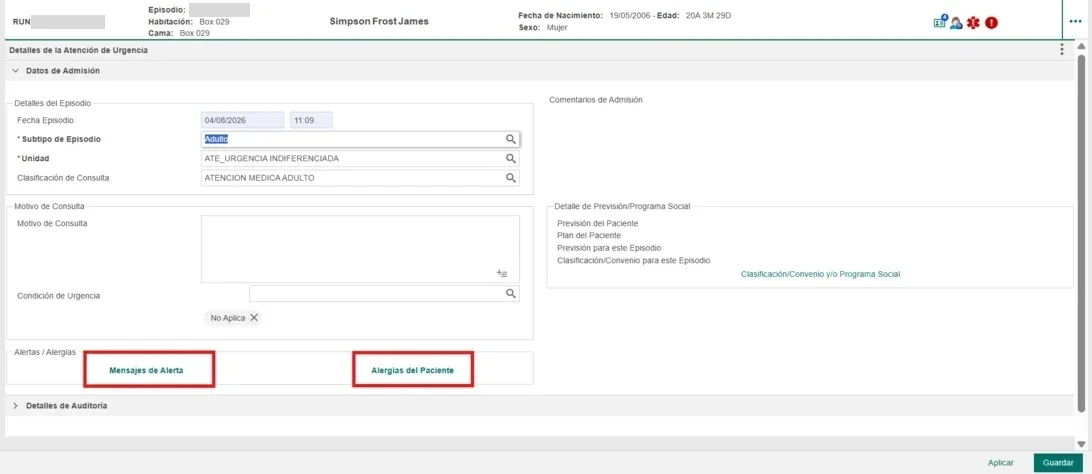 RUN
Episodio:
Habitación: Box 029
Cama: Box 029
Simpson Frost James
Fecha de Nacimiento: 19/05/2006 - Edad: 20A 3M 29D
Sexo: Mujer
4
Detalles de la Atención de Urgencia
Datos de Admisión
Detalles del Episodio
Fecha Episodio 04/08/2026 11:09
* Subtipo de Episodio Adulto
* Unidad ATE_URGENCIA INDIFERENCIADA
Clasificación de Consulta ATENCION MEDICA ADULTO
Comentarios de Admisión
Motivo de Consulta
Motivo de Consulta
Condición de Urgencia
No Aplica
Detalle de Previsión/Programa Social
Previsión del Paciente
Plan del Paciente
Previsión para este Episodio
Clasificación/Convenio para este Episodio
Clasificación/Convenio y/o Programa Social
Alertas / Alergias
Mensajes de Alerta
Alergias del Paciente
Detalles de Auditoría
Aplicar
Guardar